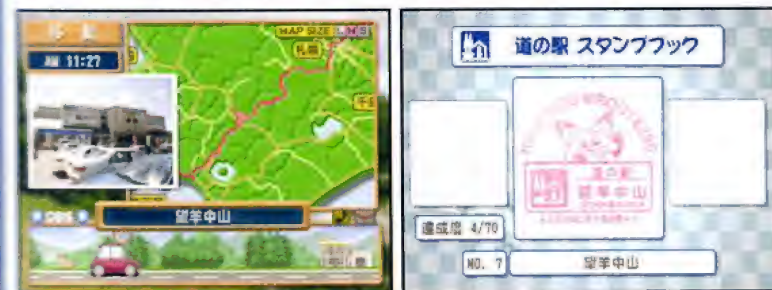 移動
MAP SIZE L M S
札幌
AM 11:27
千歳
望羊中山
道の駅 スタンプブック
道の駅
望羊中山
達成度 4/70
NO. 7
望羊中山